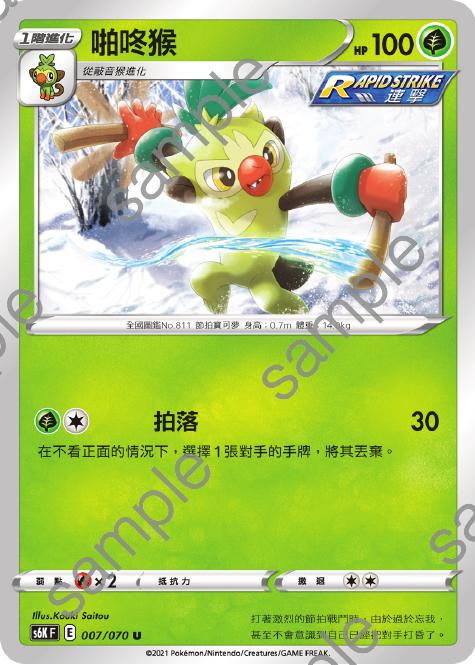 1階進化
啪咚猴
HP 100
從敲音猴進化
RAPID STRIKE
連擊
sample
sample
全國圖鑑No.811 節拍寶可夢 身高：0.7m 體重：14.0kg
sample
sample
拍落 30
在不看正面的情況下，選擇1張對手的手牌，將其丟棄。
sample
弱點 ×2 抵抗力 撤退
sample
sample
Illus.Kouki Saitou
s6K F E 007/070 U
打著激烈的節拍戰鬥時，由於過於忘我，
甚至不會意識到自己已經把對手打昏了。
©2021 Pokémon/Nintendo/Creatures/GAME FREAK.